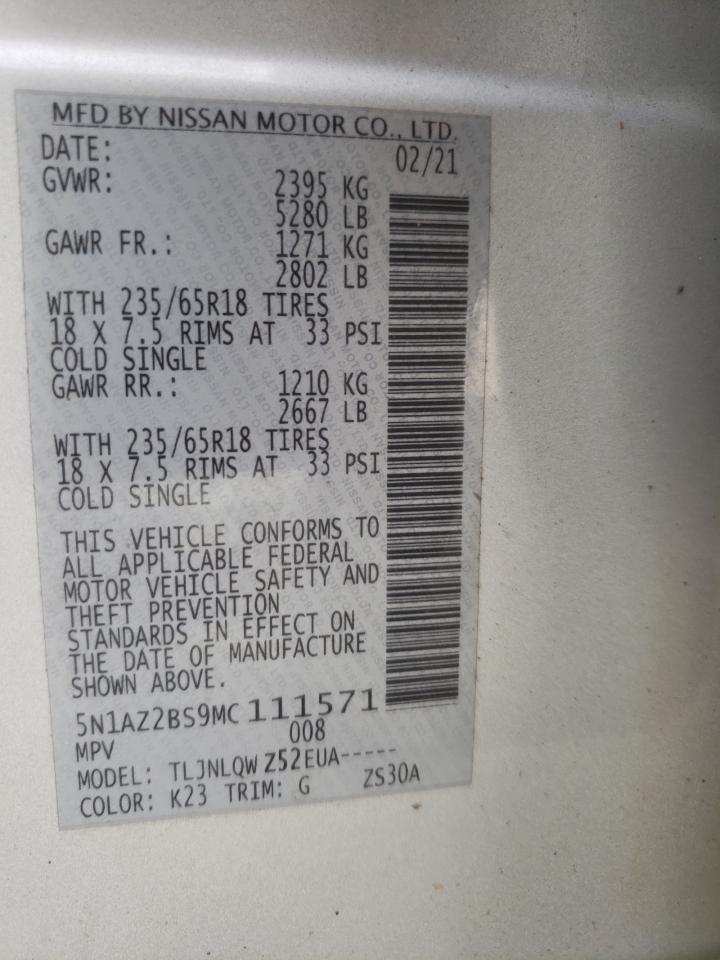 MFD BY NISSAN MOTOR CO., LTD.
DATE: 02/21
GVWR: 2395 KG
5280 LB
GAWR FR.: 1271 KG
2802 LB
WITH 235/65R18 TIRES
18 X 7.5 RIMS AT 33 PSI
COLD SINGLE
GAWR RR.: 1210 KG
2667 LB
WITH 235/65R18 TIRES
18 X 7.5 RIMS AT 33 PSI
COLD SINGLE
THIS VEHICLE CONFORMS TO
ALL APPLICABLE FEDERAL
MOTOR VEHICLE SAFETY AND
THEFT PREVENTION
STANDARDS IN EFFECT ON
THE DATE OF MANUFACTURE
SHOWN ABOVE.
5N1AZ2BS9MC111571
MPV 008
MODEL: TLJNLQWZ52EUA-----
COLOR: K23 TRIM: G ZS30A